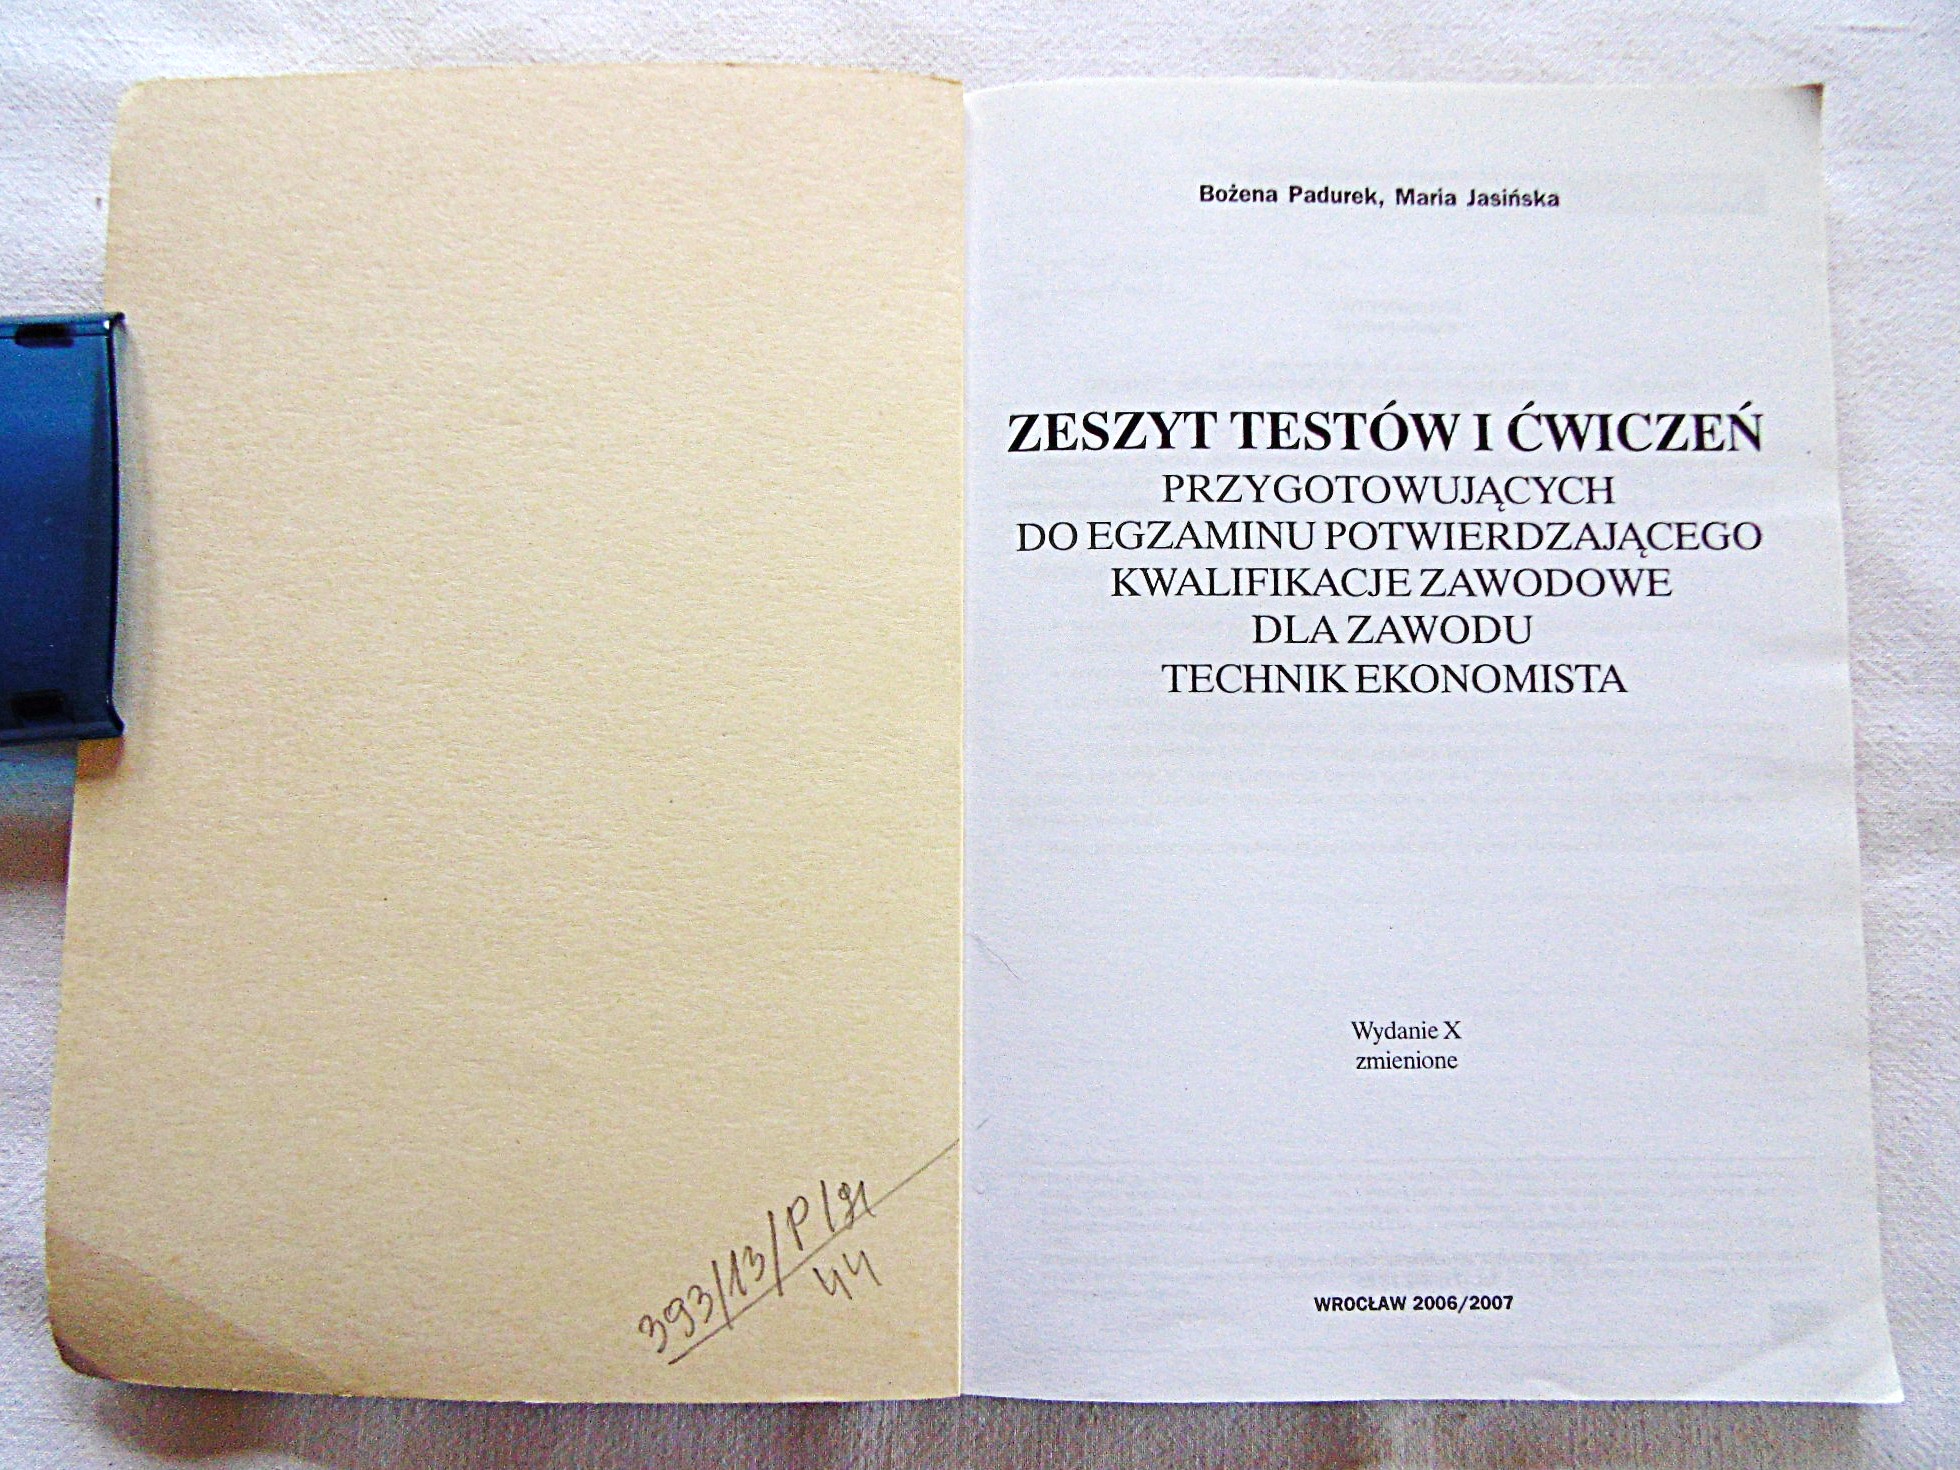 393/13/P/91
44
Bożena Padurek, Maria Jasińska
ZESZYT TESTÓW I ĆWICZEŃ
PRZYGOTOWUJĄCYCH
DO EGZAMINU POTWIERDZAJĄCEGO
KWALIFIKACJE ZAWODOWE
DLA ZAWODU
TECHNIK EKONOMISTA
Wydanie X
zmienione
WROCŁAW 2006/2007